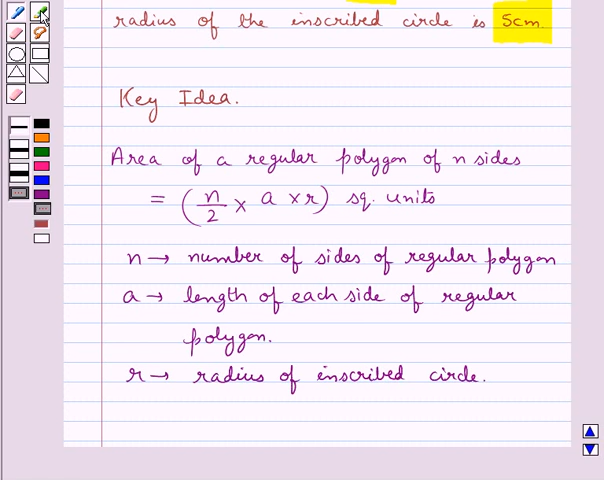 radius of the inscribed circle is 5cm
Key Idea.
Area of a regular polygon of n sides
= (n/2 × a × r) sq. units
n → number of sides of regular polygon
a → length of each side of regular
polygon.
r → radius of inscribed circle.